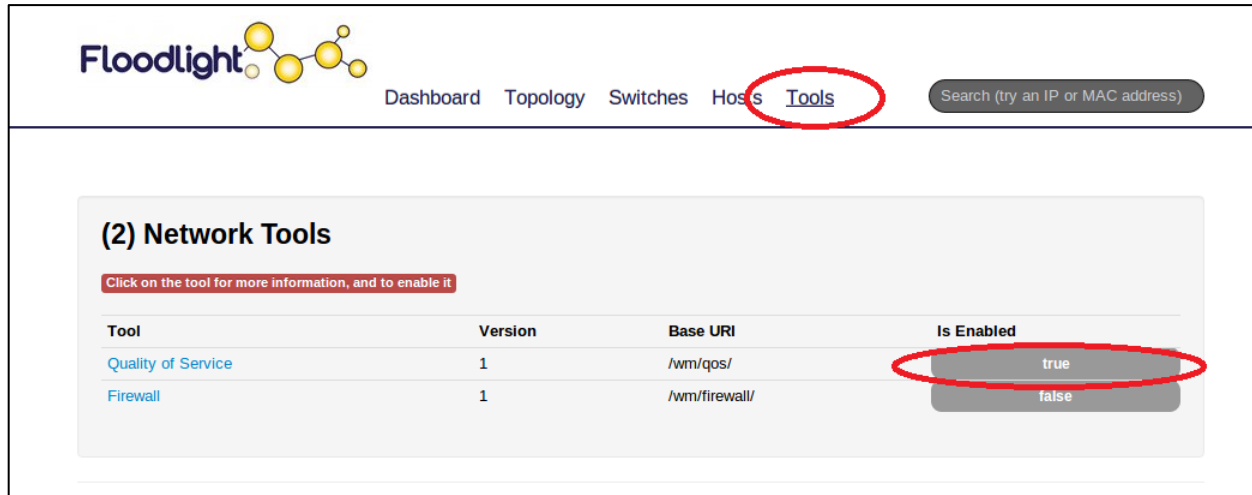 Floodlight
Dashboard Topology Switches Hosts Tools Search (try an IP or MAC address)
(2) Network Tools
Click on the tool for more information, and to enable it
Tool Version Base URI Is Enabled
Quality of Service 1 /wm/qos/ true
Firewall 1 /wm/firewall/ false